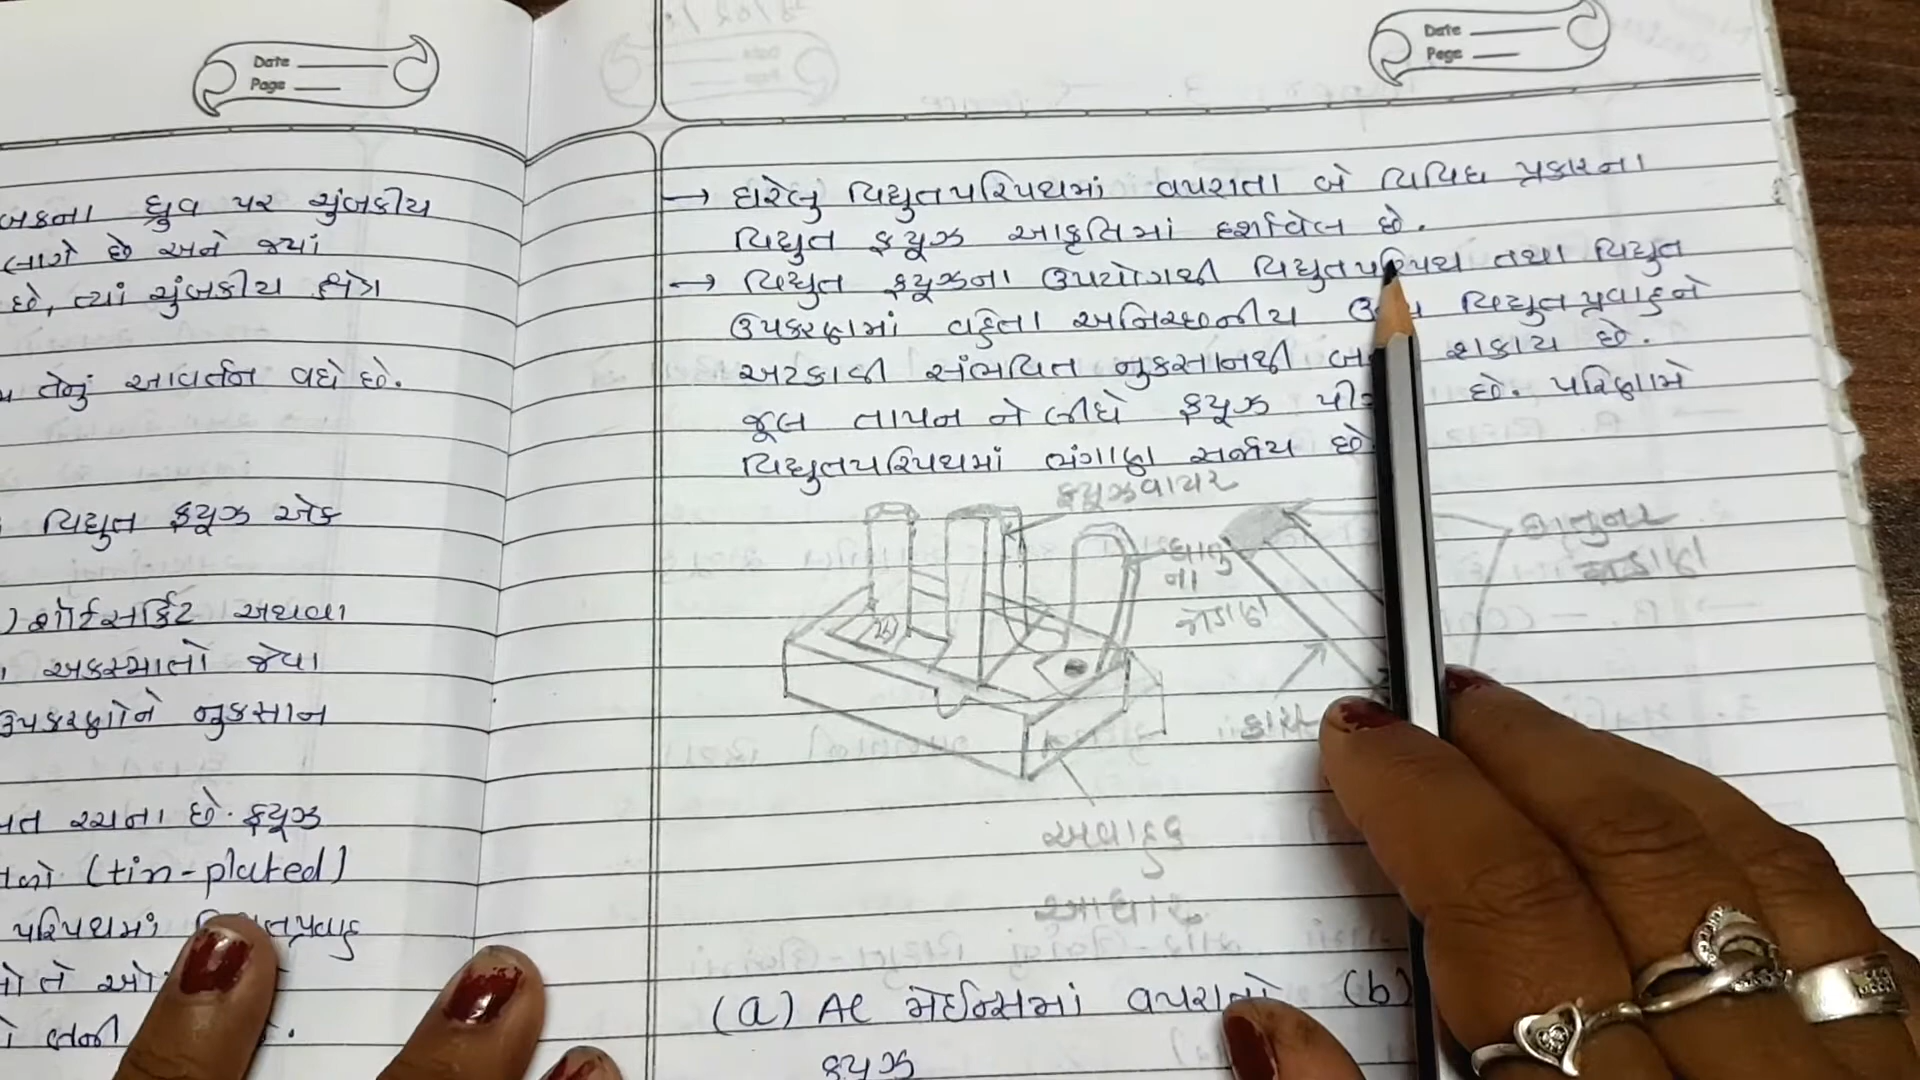 Date
Page
બકના ધ્રુવ પર ચુંબકીય
લાગે છે અને જ્યાં
છે, ત્યાં ચુંબકીય ક્ષેત્ર
તેનું આવર્તન વધે છે.
વિદ્યુત ફ્યૂઝ એક
) શોર્ટસર્કિટ અથવા
અકસ્માતો જેવા
ઉપકરણોને નુકસાન
રચના છે. ફ્યૂઝ
(tin-plated)
પરિપથમાં
તે
Date
Page
→ ઘરેલુ વિદ્યુતપરિપથમાં વપરાતા બે વિવિધ પ્રકારના
વિદ્યુત ફ્યૂઝ આકૃતિમાં દર્શાવેલ છે.
→ વિદ્યુત ફ્યૂઝના ઉપયોગથી વિદ્યુતપરિપથ તથા વિદ્યુત
ઉપકરણમાં વહેતા અનિચ્છનીય વિદ્યુતપ્રવાહને
અટકાવી સંભવિત નુકસાનથી શકાય છે.
જૂલ તાપન ને લીધે ફ્યૂઝ છે. પરિણામે
વિદ્યુતપરિપથમાં ભંગાણ સર્જાય છે
ફ્યૂઝવાયર
ધાતુ
ના
જોડાણ
ધાતુના
જોડાણ
કાચ
અવાહક
આધાર
(a) AC મેઈન્સમાં વપરાતો (b)
ફ્યૂઝ